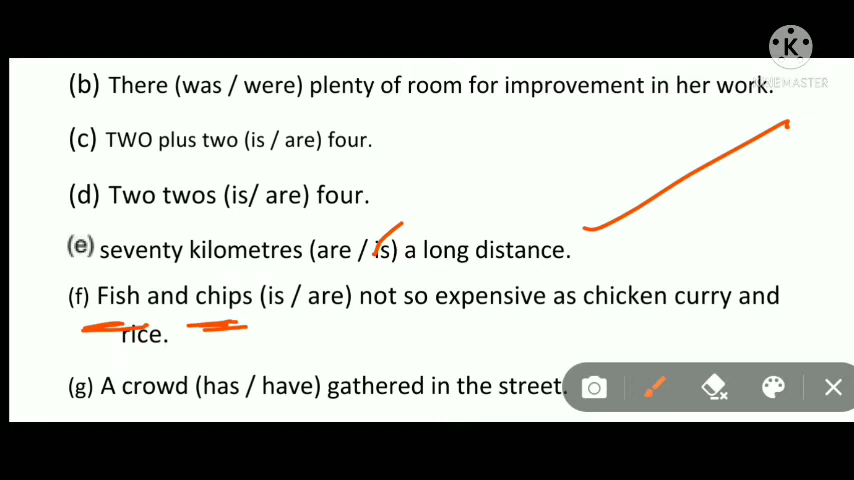 K
KINEMASTER
(b) There (was / were) plenty of room for improvement in her work.
(c) TWO plus two (is / are) four.
(d) Two twos (is/ are) four.
(e) seventy kilometres (are / is) a long distance.
(f) Fish and chips (is / are) not so expensive as chicken curry and
rice.
(g) A crowd (has / have) gathered in the street.